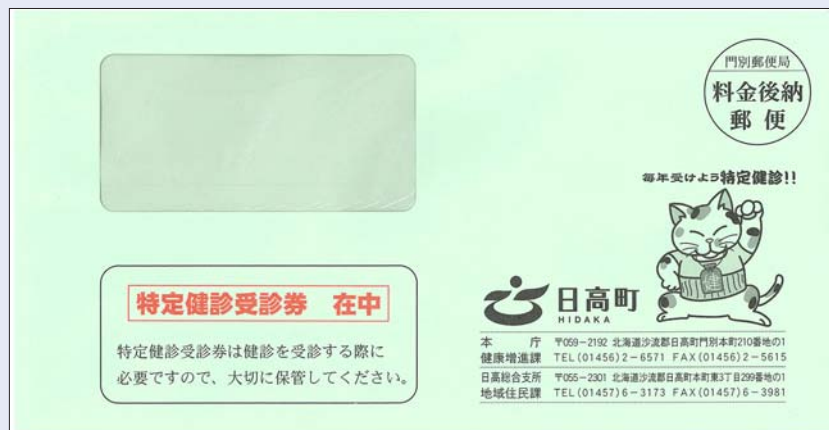 門別郵便局
料金後納
郵便
毎年受けよう特定健診!!
健
特定健診受診券 在中
特定健診受診券は健診を受診する際に
必要ですので、大切に保管してください。
日高町
HIDAKA
本庁 〒059-2192 北海道沙流郡日高町門別本町210番地の1
健康増進課 TEL(01456)2-6571 FAX(01456)2-5615
日高総合支所 〒055-2301 北海道沙流郡日高町本町東3丁目299番地の1
地域住民課 TEL(01457)6-3173 FAX(01457)6-3981